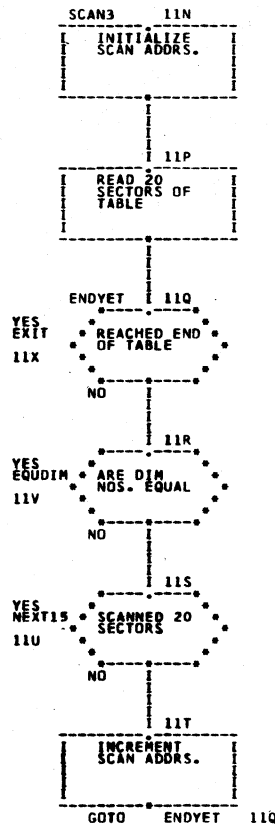 SCAN3 11N
INITIALIZE
SCAN ADDRS.
11P
READ 20
SECTORS OF
TABLE
ENDYET 11Q
YES
EXIT
REACHED END
OF TABLE
11X
NO
11R
YES
EQUDIM
ARE DIM
NOS. EQUAL
11V
NO
11S
YES
NEXT15
SCANNED 20
SECTORS
11U
NO
11T
INCREMENT
SCAN ADDRS.
GOTO ENDYET 11Q